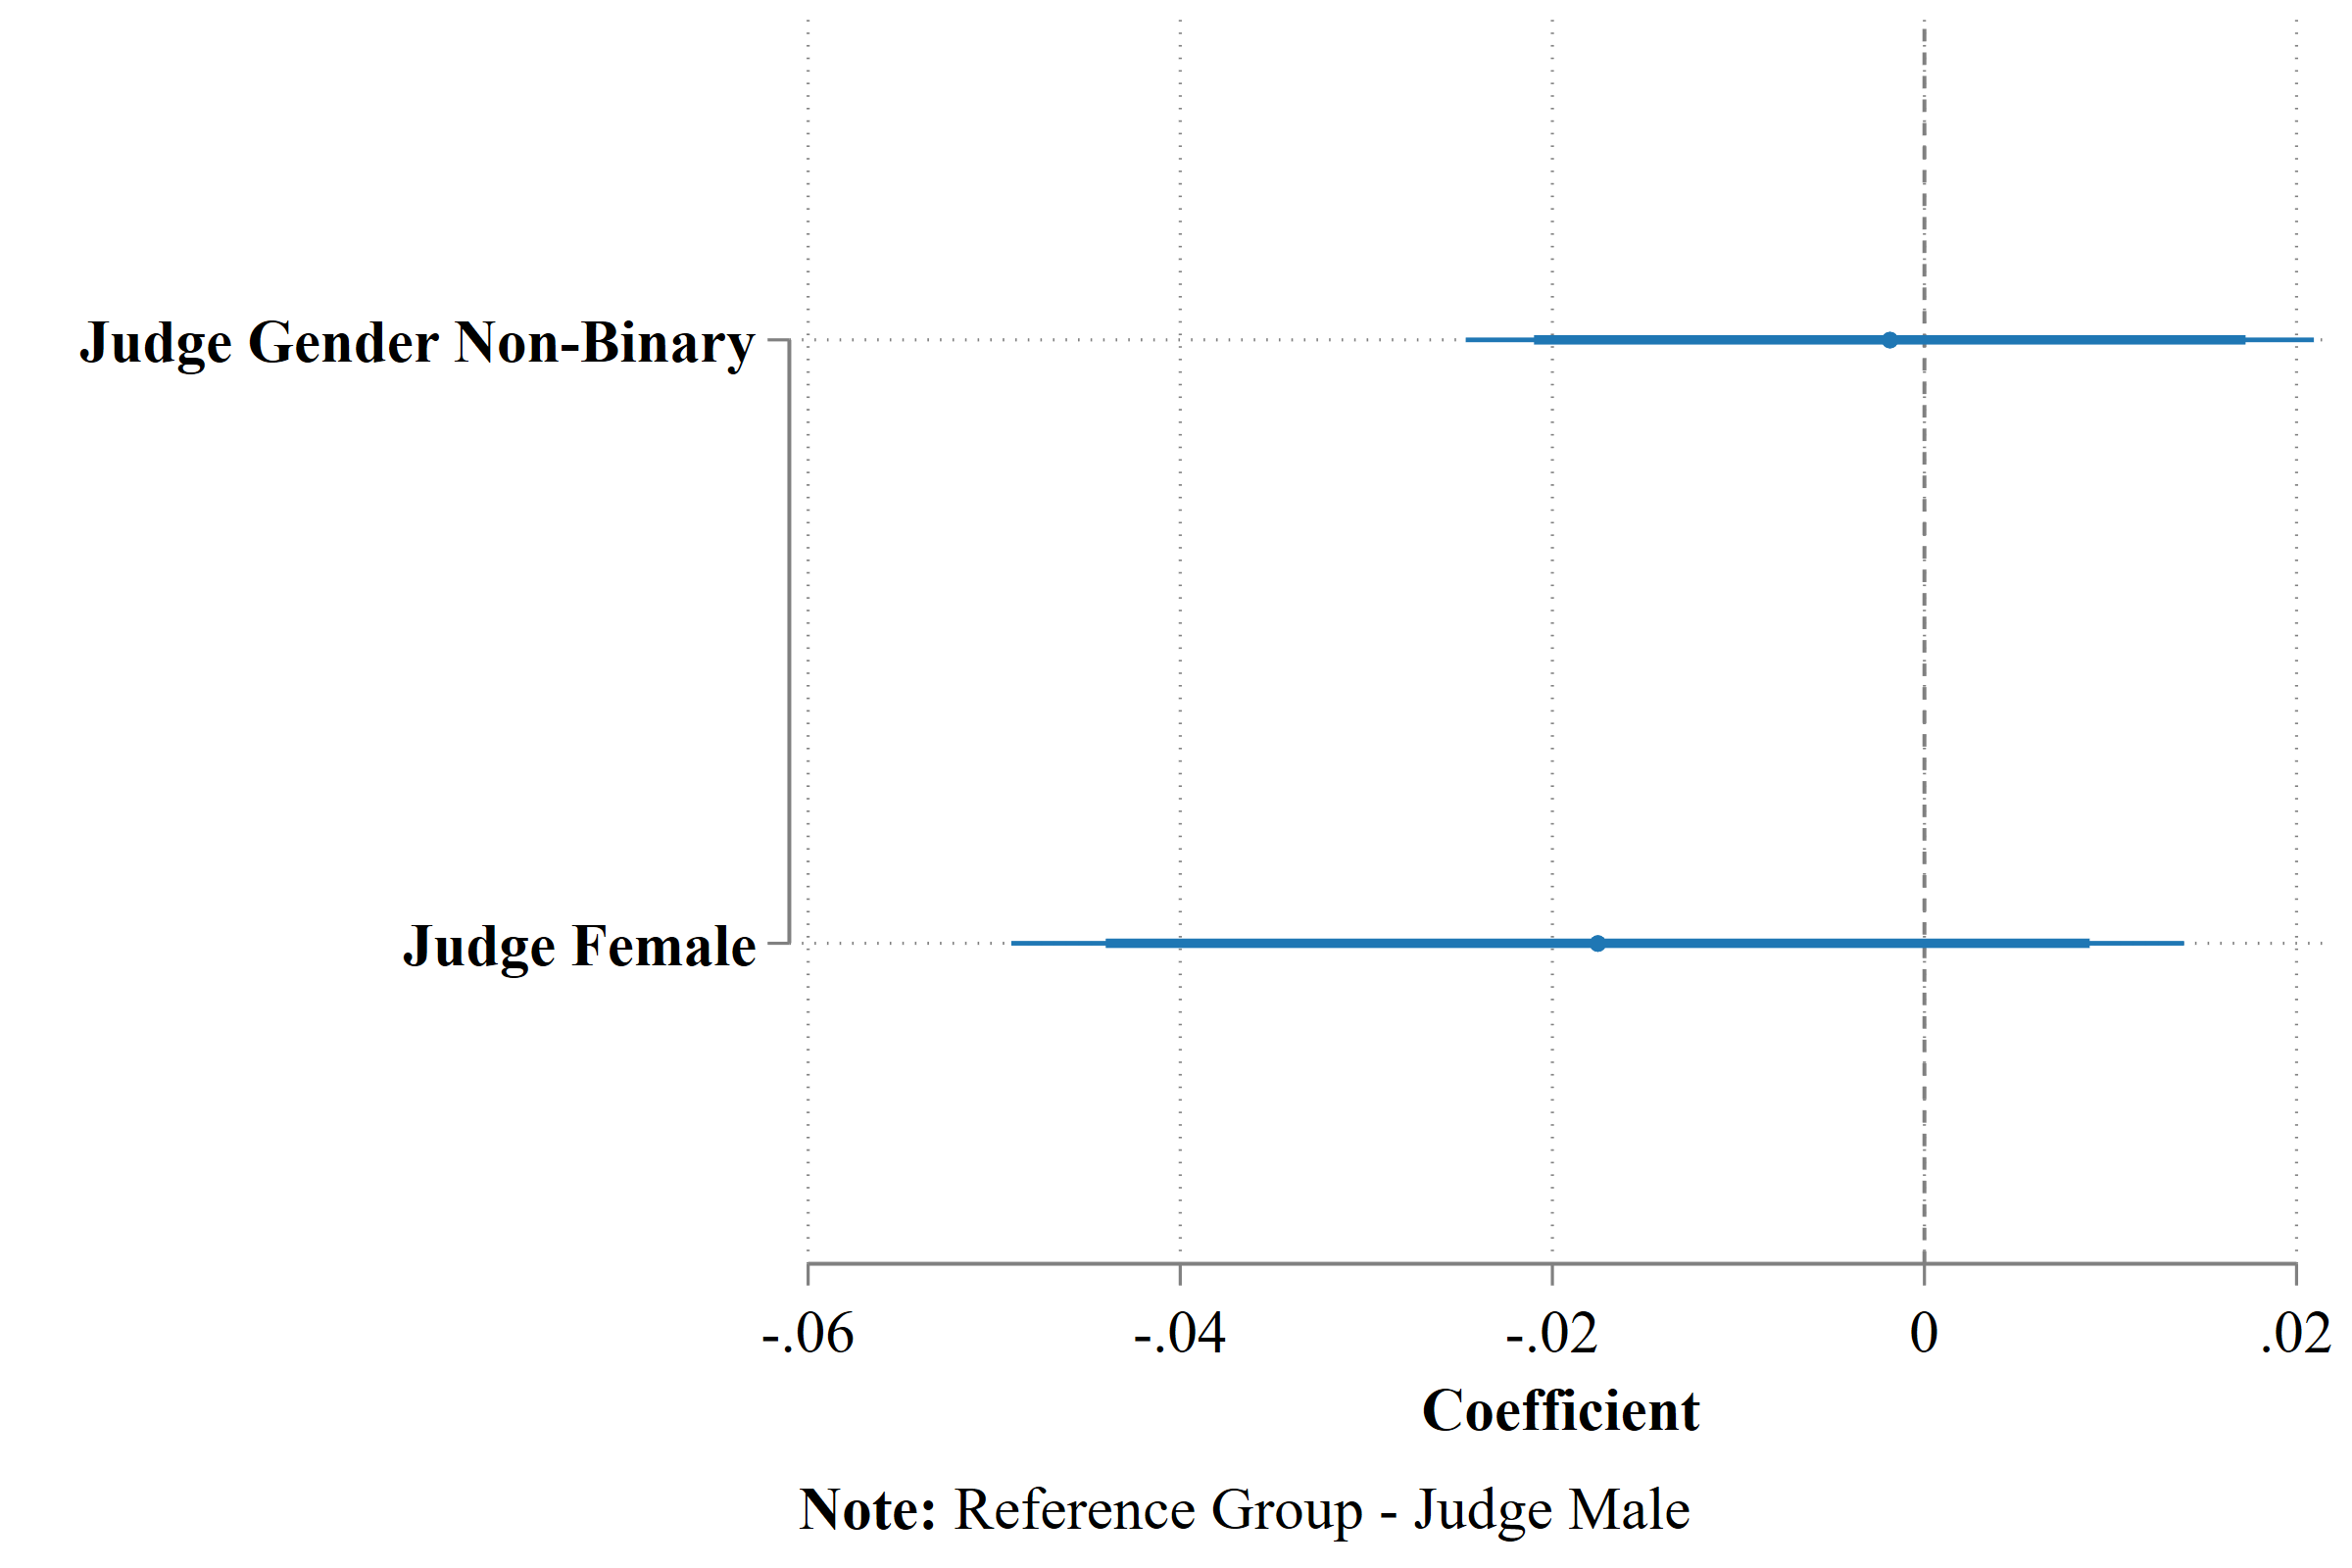 Judge Gender Non-Binary
Judge Female
-.06 -.04 -.02 0 .02
Coefficient
Note: Reference Group - Judge Male